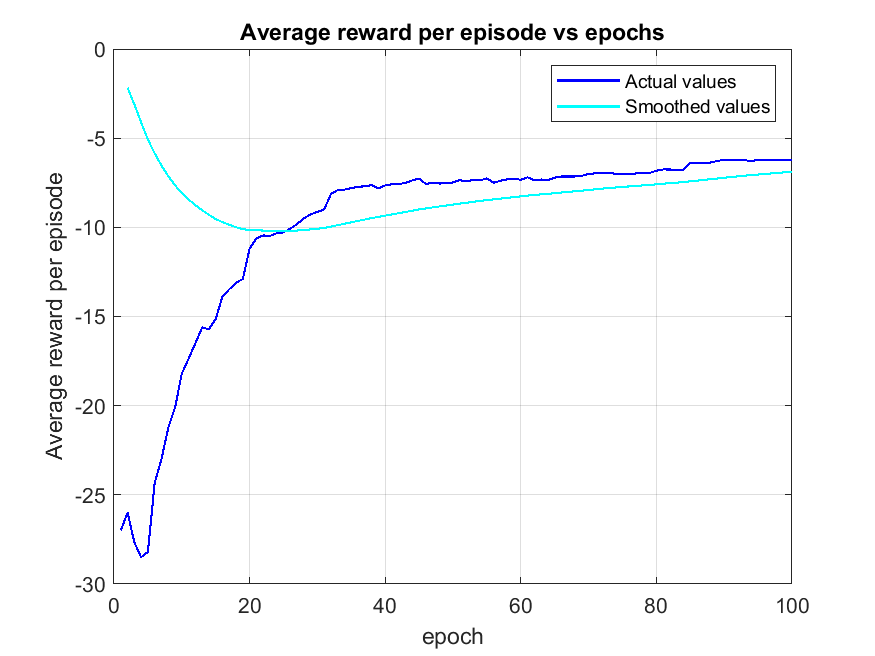 Average reward per episode vs epochs
Actual values
Smoothed values
Average reward per episode
0
-5
-10
-15
-20
-25
-30
0 20 40 60 80 100
epoch